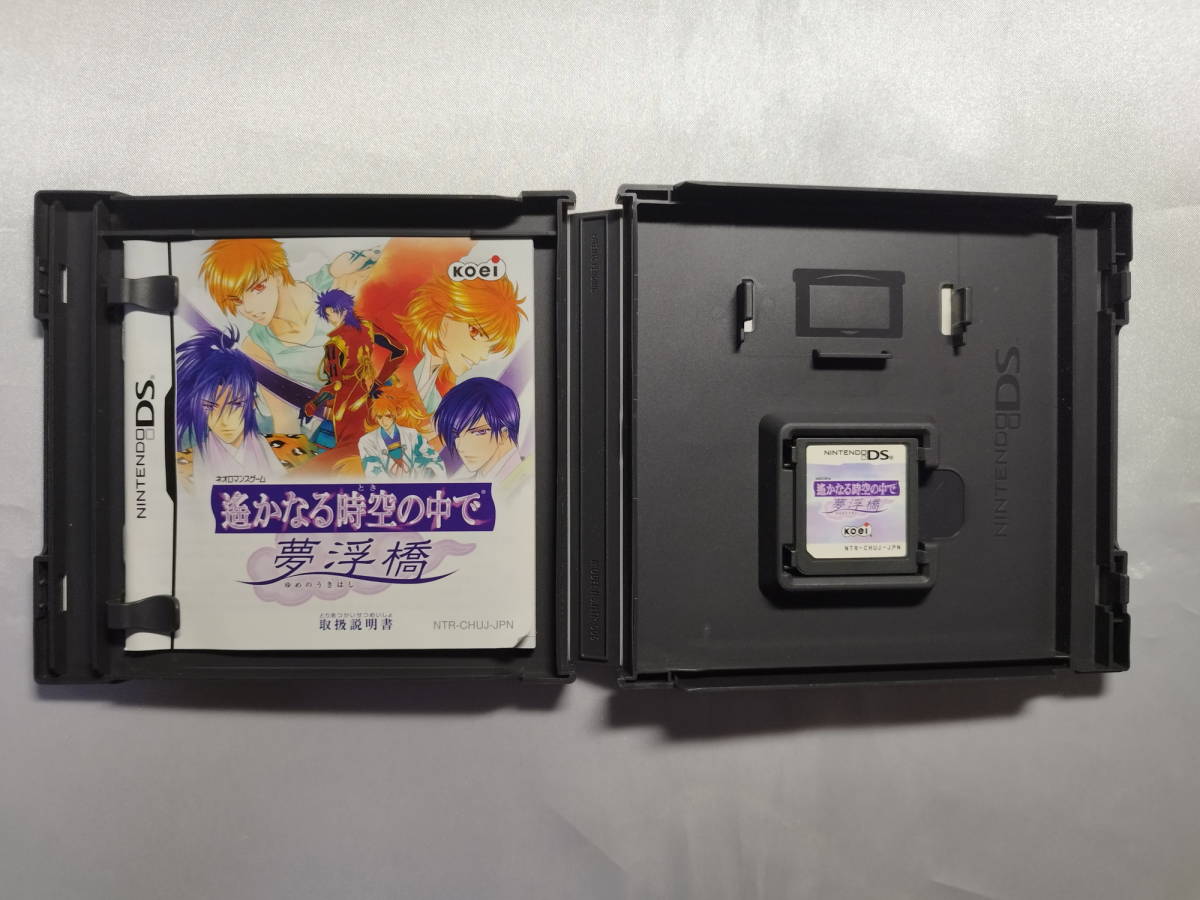 NINTENDO DS
Koei
ネオロマンスゲーム
とき
遙かなる時空の中で
夢浮橋
ゆめのうきはし
とりあつかいせつめいしょ
取扱説明書
NTR-CHUJ-JPN
NINTENDO DS
NINTENDO DS
遙かなる時空の中で
夢浮橋
Koei
NTR-CHUJ-JPN